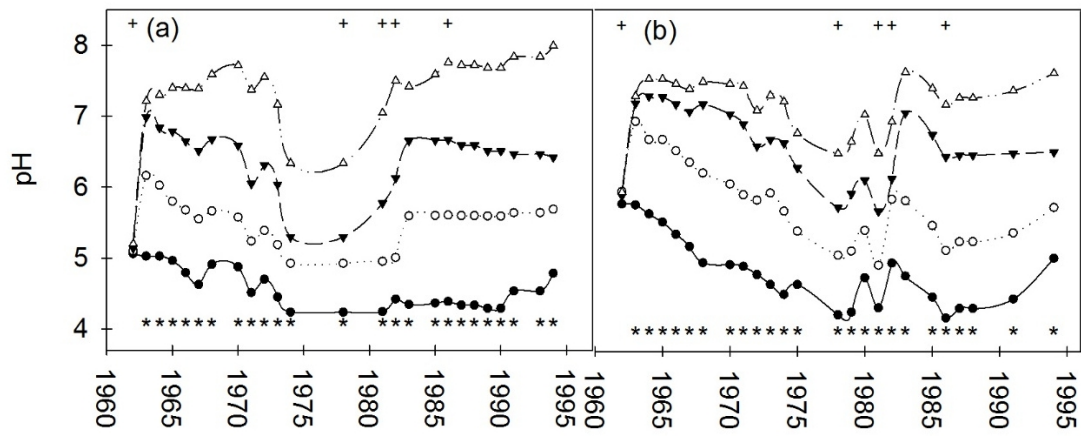 (a)
(b)
pH
8
7
6
5
4
+ + + + +
+ + + + +
* * * * * * * * * * * * * * * * * * * * * * * * *
* * * * * * * * * * * * * * * * * * * * * * * *
1960 1965 1970 1975 1980 1985 1990 1995
1960 1965 1970 1975 1980 1985 1990 1995